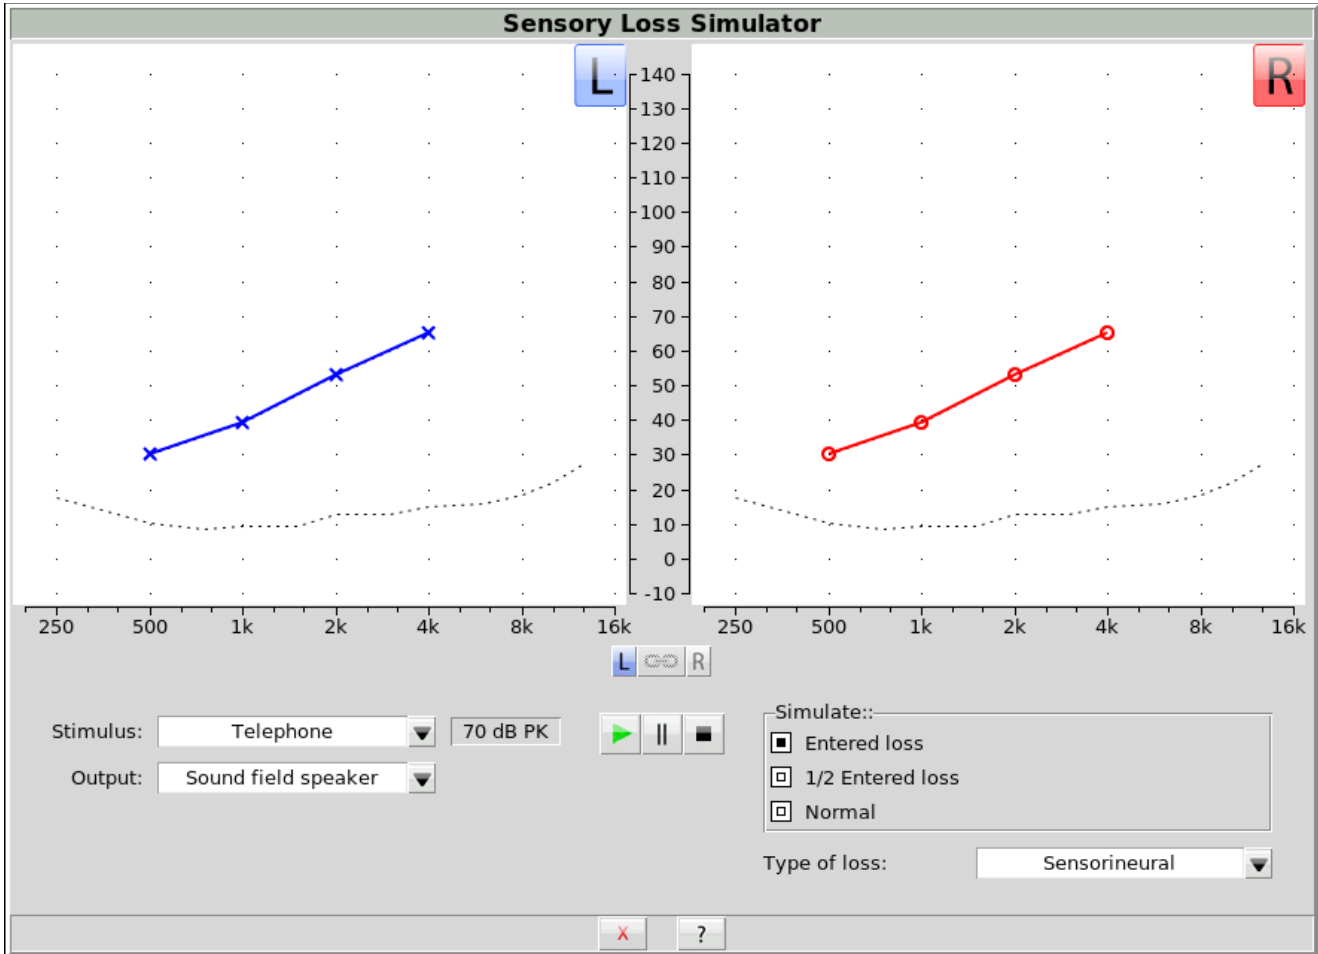 Sensory Loss Simulator
L
R
140
130
120
110
100
90
80
70
60
50
40
30
20
10
0
-10
250 500 1k 2k 4k 8k 16k
250 500 1k 2k 4k 8k 16k
L R
Stimulus: Telephone 70 dB PK
Output: Sound field speaker
Simulate::
Entered loss
1/2 Entered loss
Normal
Type of loss: Sensorineural
X ?